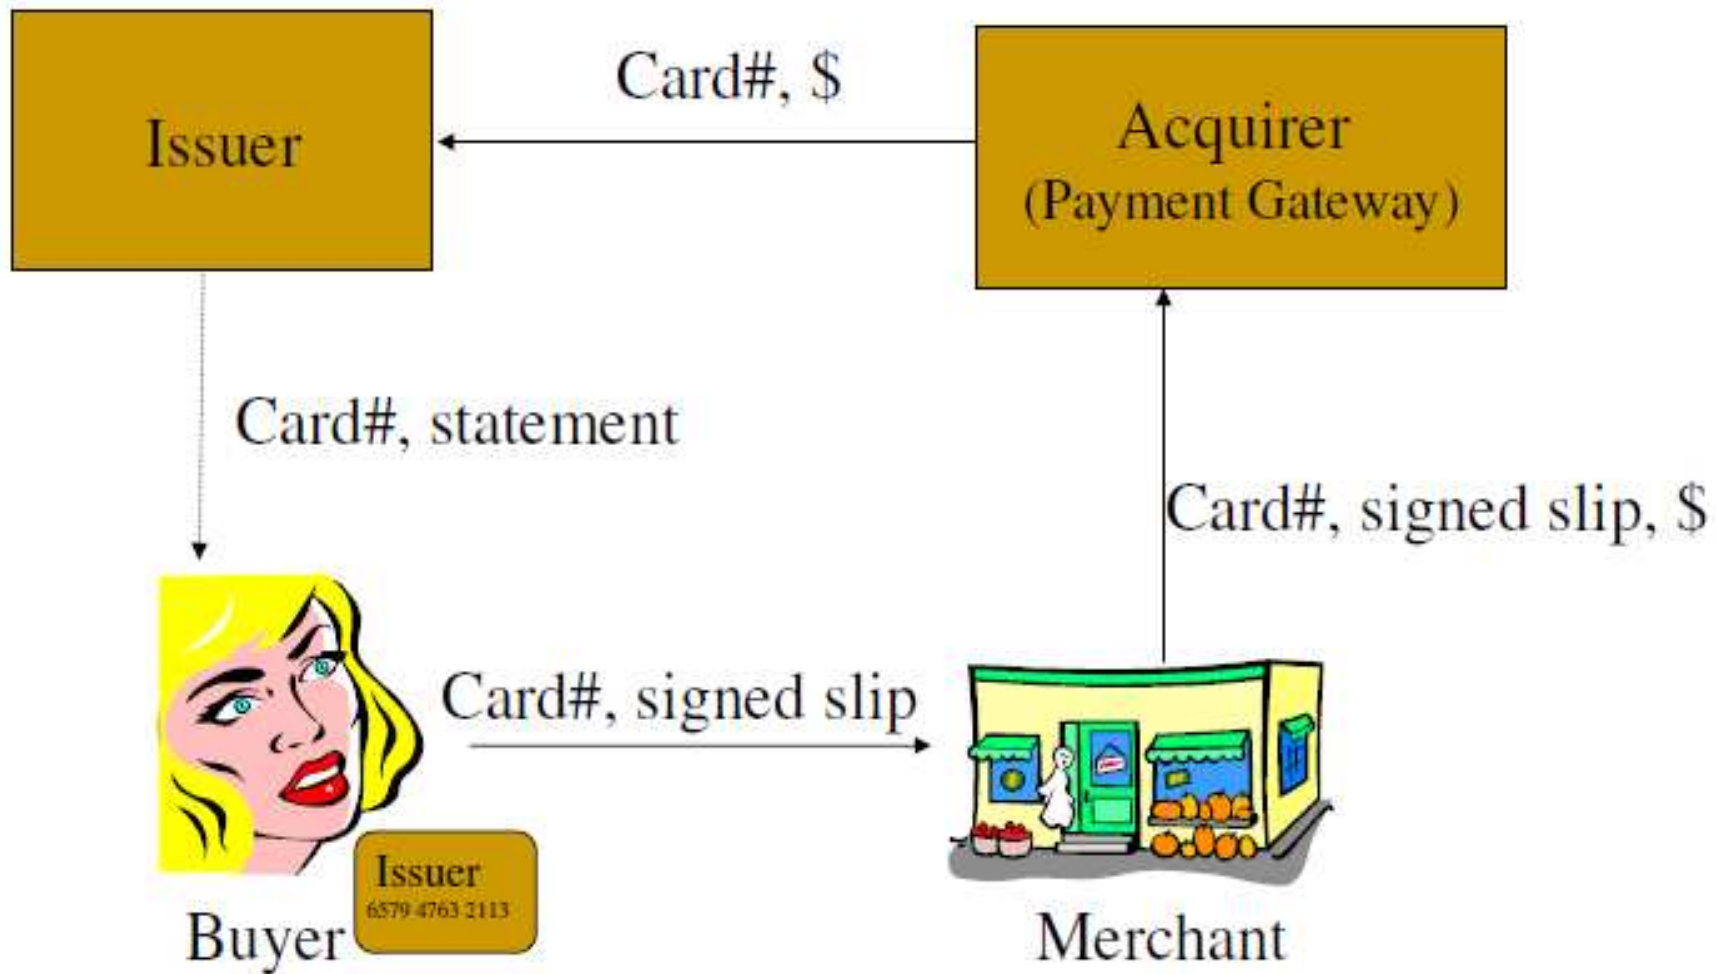 Card#, $
Issuer
Acquirer
(Payment Gateway)
Card#, statement
Card#, signed slip, $
Card#, signed slip
Issuer
6579 4763 2113
Buyer
Merchant